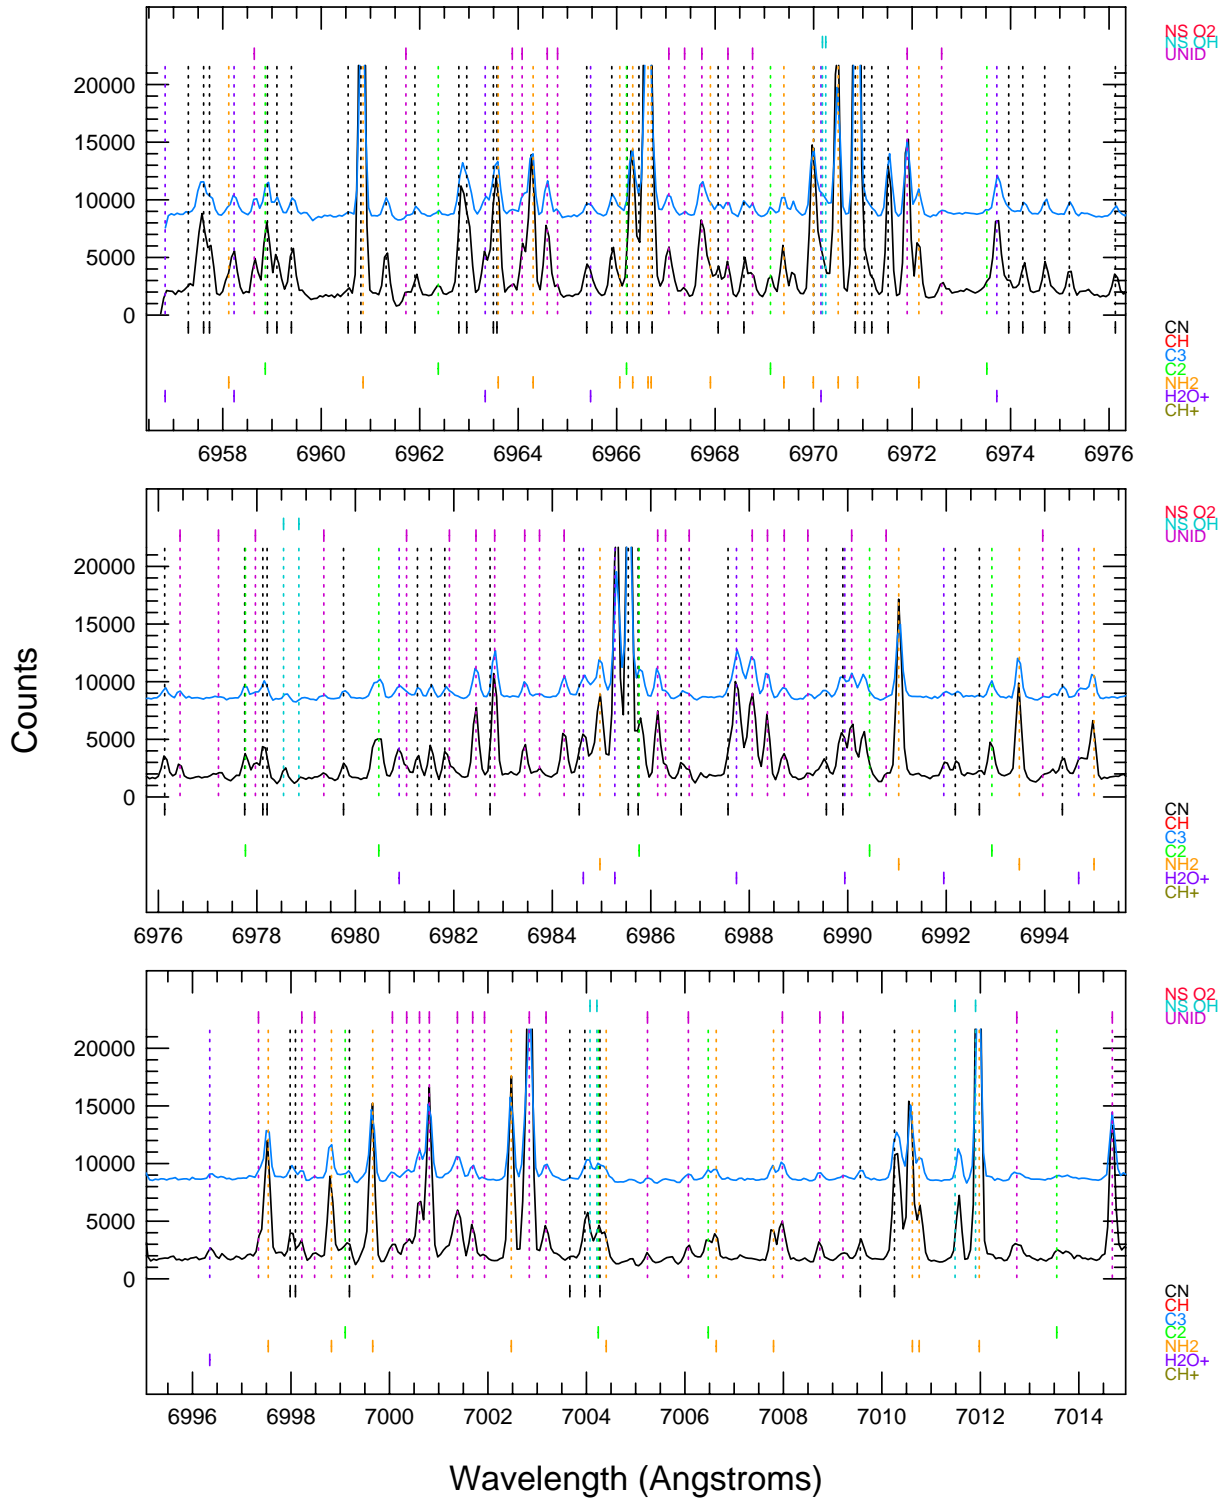 NS O2
NS OH
UNID
20000
15000
10000
5000
0
CN
CH
C3
C2
NH2
H2O+
CH+
6958 6960 6962 6964 6966 6968 6970 6972 6974 6976
NS O2
NS OH
UNID
20000
15000
10000
5000
0
Counts
CN
CH
C3
C2
NH2
H2O+
CH+
6976 6978 6980 6982 6984 6986 6988 6990 6992 6994
NS O2
NS OH
UNID
20000
15000
10000
5000
0
CN
CH
C3
C2
NH2
H2O+
CH+
6996 6998 7000 7002 7004 7006 7008 7010 7012 7014
Wavelength (Angstroms)